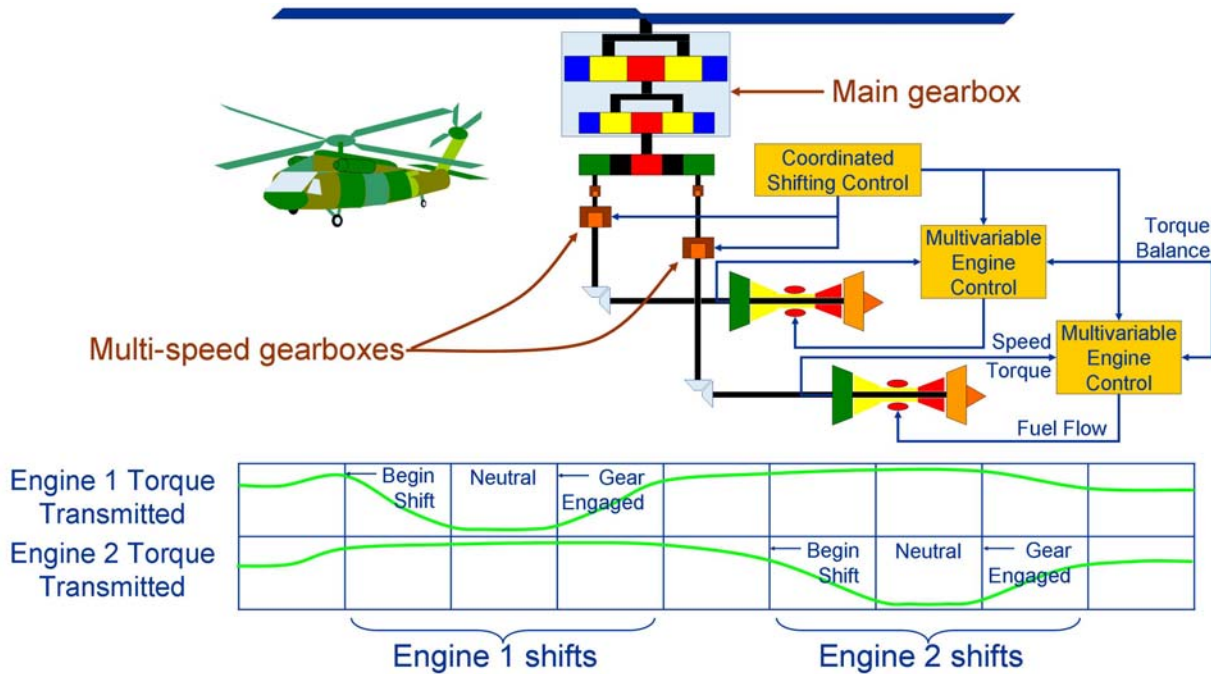 Main gearbox
Coordinated
Shifting Control
Torque
Balance
Multivariable
Engine
Control
Multi-speed gearboxes
Speed
Torque
Multivariable
Engine
Control
Fuel Flow
Engine 1 Torque
Transmitted
Begin
Shift
Neutral
Gear
Engaged
Engine 2 Torque
Transmitted
Begin
Shift
Neutral
Gear
Engaged
Engine 1 shifts
Engine 2 shifts